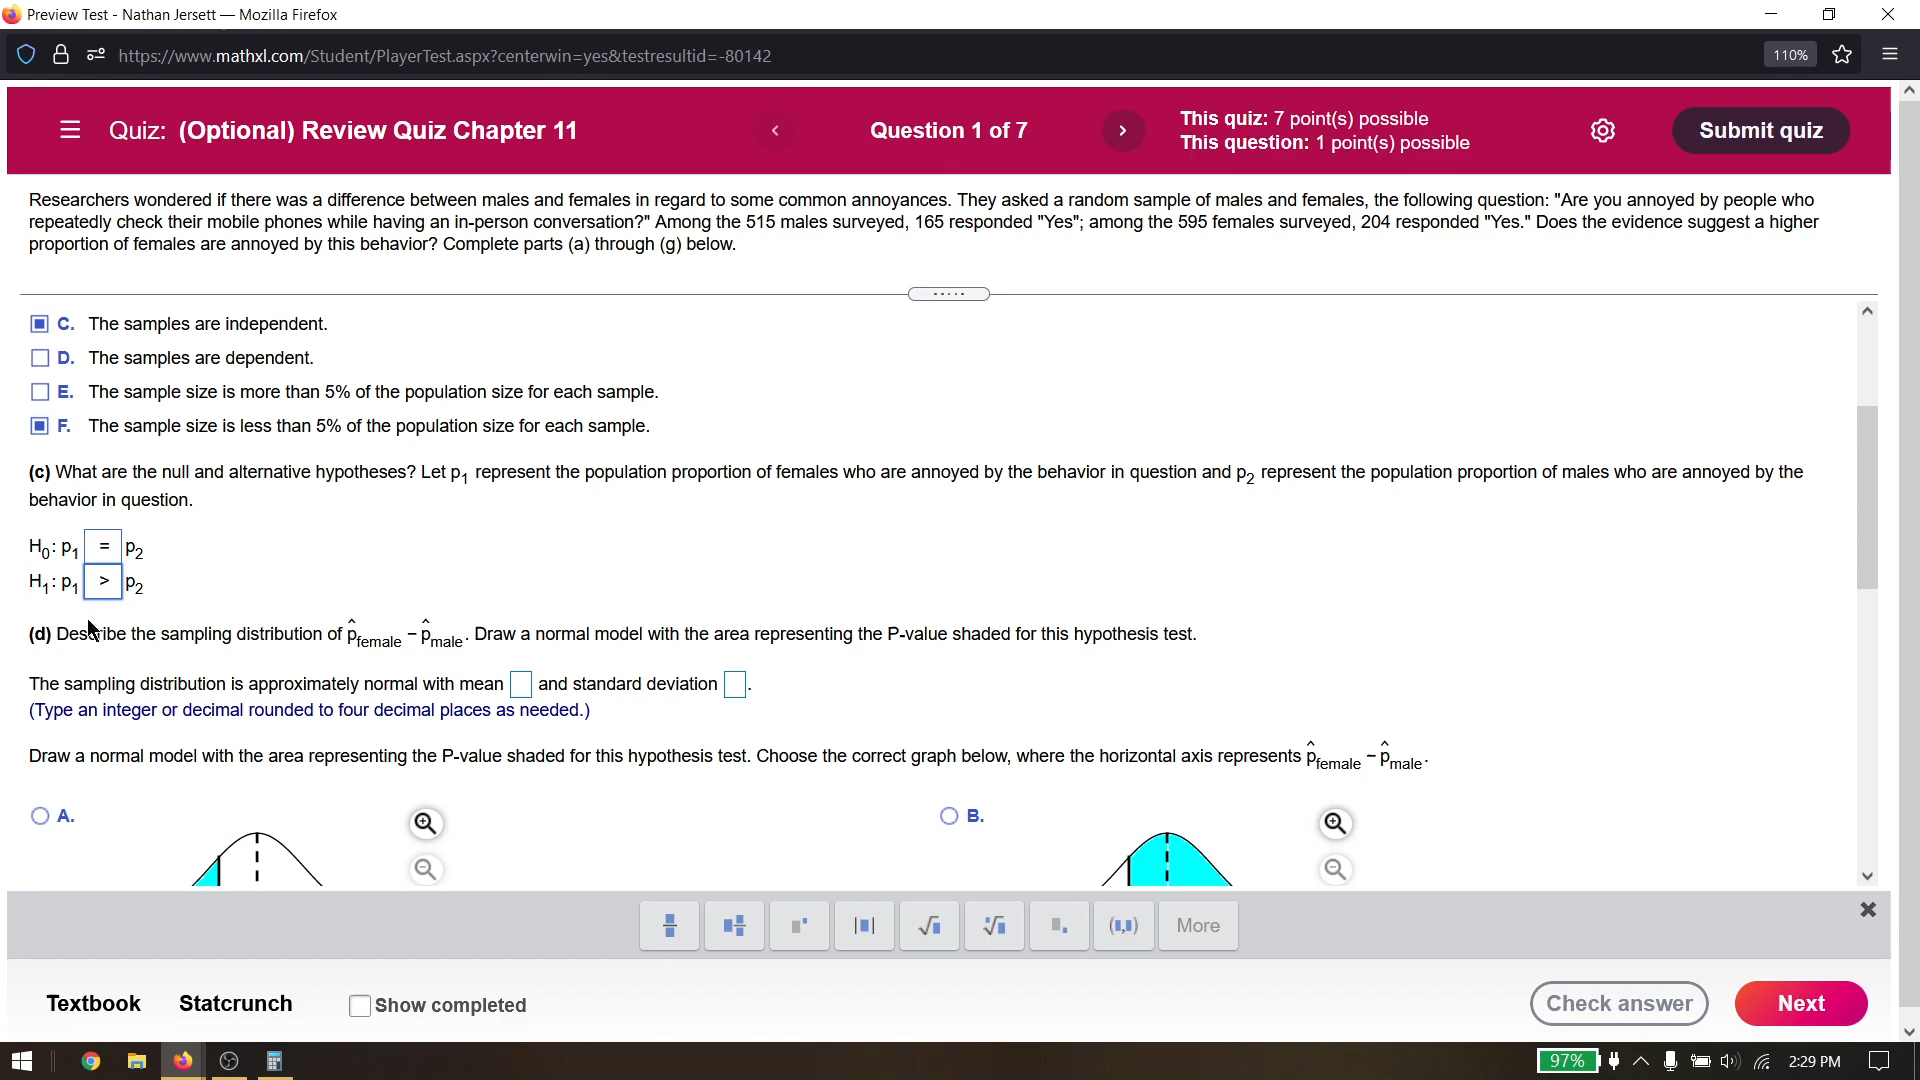 Preview Test - Nathan Jersett — Mozilla Firefox
https://www.mathxl.com/Student/PlayerTest.aspx?centerwin=yes&testresultid=-80142
110%
Quiz: (Optional) Review Quiz Chapter 11
Question 1 of 7
This quiz: 7 point(s) possible
This question: 1 point(s) possible
Submit quiz
Researchers wondered if there was a difference between males and females in regard to some common annoyances. They asked a random sample of males and females, the following question: "Are you annoyed by people who
repeatedly check their mobile phones while having an in-person conversation?" Among the 515 males surveyed, 165 responded "Yes"; among the 595 females surveyed, 204 responded "Yes." Does the evidence suggest a higher
proportion of females are annoyed by this behavior? Complete parts (a) through (g) below.
C. The samples are independent.
D. The samples are dependent.
E. The sample size is more than 5% of the population size for each sample.
F. The sample size is less than 5% of the population size for each sample.
(c) What are the null and alternative hypotheses? Let p1 represent the population proportion of females who are annoyed by the behavior in question and p2 represent the population proportion of males who are annoyed by the
behavior in question.
H0: p1 = p2
H1: p1 > p2
(d) Describe the sampling distribution of p̂female − p̂male. Draw a normal model with the area representing the P-value shaded for this hypothesis test.
The sampling distribution is approximately normal with mean and standard deviation .
(Type an integer or decimal rounded to four decimal places as needed.)
Draw a normal model with the area representing the P-value shaded for this hypothesis test. Choose the correct graph below, where the horizontal axis represents p̂female − p̂male.
A.
B.
More
Textbook
Statcrunch
Show completed
Check answer
Next
97%
2:29 PM